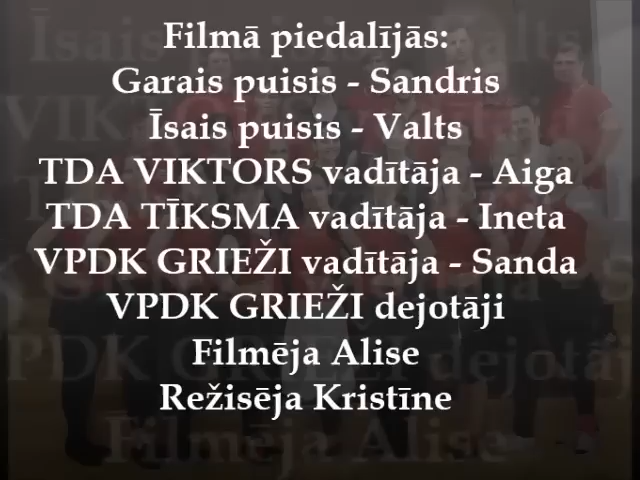 Filmā piedalījās:
Garais puisis - Sandris
Īsais puisis - Valts
TDA VIKTORS vadītāja - Aiga
TDA TĪKSMA vadītāja - Ineta
VPDK GRIEŽI vadītāja - Sanda
VPDK GRIEŽI dejotāji
Filmēja Alise
Režisēja Kristīne